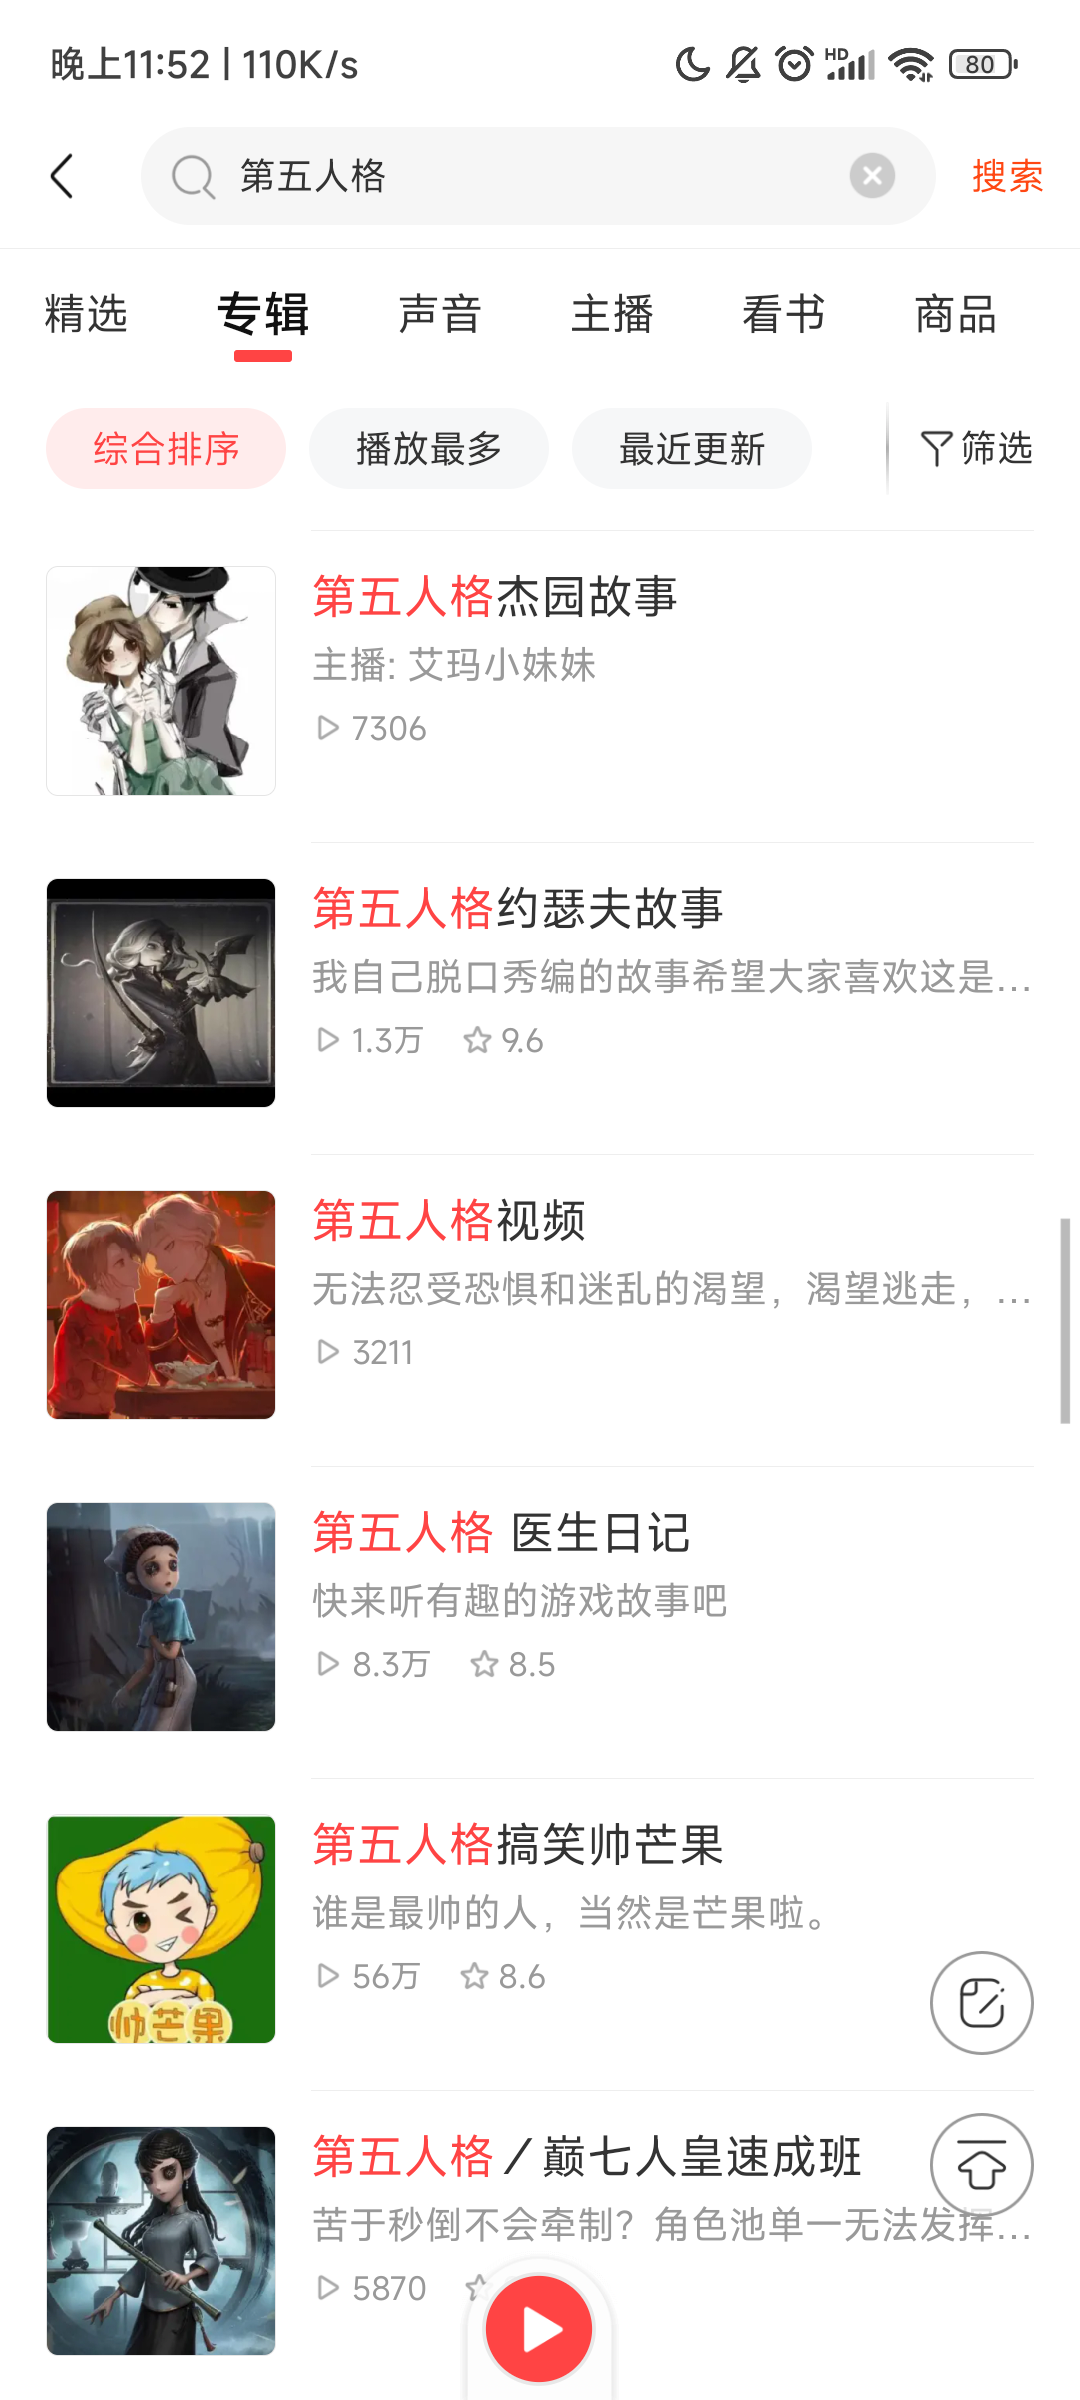 晚上11:52 | 110K/s
HD
80
第五人格
搜索
精选
专辑
声音
主播
看书
商品
综合排序
播放最多
最近更新
筛选
第五人格杰园故事
主播: 艾玛小妹妹
7306
第五人格约瑟夫故事
我自己脱口秀编的故事希望大家喜欢这是...
1.3万 9.6
第五人格视频
无法忍受恐惧和迷乱的渴望，渴望逃走，...
3211
第五人格 医生日记
快来听有趣的游戏故事吧
8.3万 8.5
第五人格搞笑帅芒果
谁是最帅的人，当然是芒果啦。
56万 8.6
帅芒果
第五人格／巅七人皇速成班
苦于秒倒不会牵制？角色池单一无法发挥...
5870